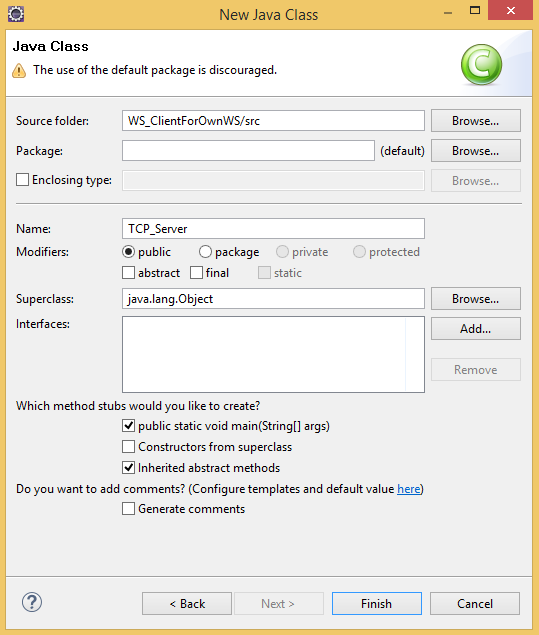 New Java Class
Java Class
The use of the default package is discouraged.
C
Source folder: WS_ClientForOwnWS/src Browse...
Package: (default) Browse...
Enclosing type: Browse...
Name: TCP_Server
Modifiers: public package private protected
abstract final static
Superclass: java.lang.Object Browse...
Interfaces: Add...
Remove
Which method stubs would you like to create?
public static void main(String[] args)
Constructors from superclass
Inherited abstract methods
Do you want to add comments? (Configure templates and default value here)
Generate comments
? < Back Next > Finish Cancel